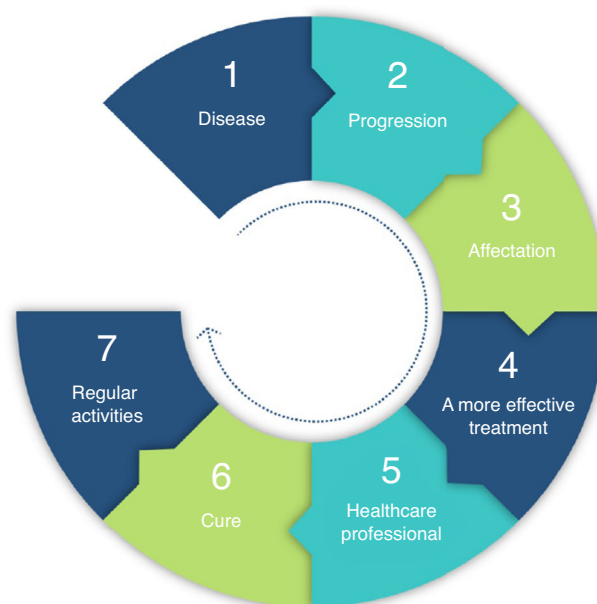 1
Disease
2
Progression
3
Affectation
4
A more effective
treatment
5
Healthcare
professional
6
Cure
7
Regular
activities